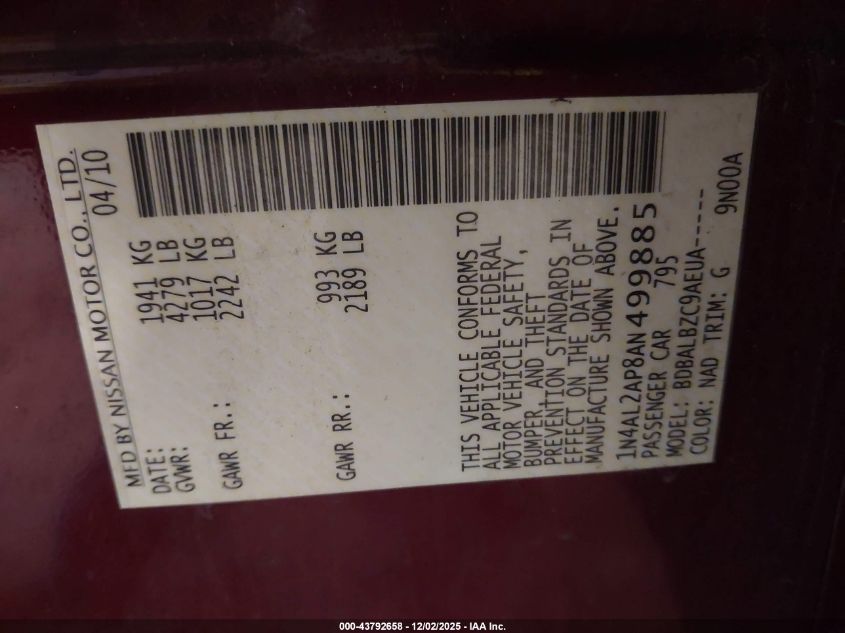 MFD BY NISSAN MOTOR CO., LTD.
DATE: 04/10
GVWR: 1941 KG
4279 LB
GAWR FR.: 1017 KG
2242 LB
GAWR RR.: 993 KG
2189 LB
THIS VEHICLE CONFORMS TO
ALL APPLICABLE FEDERAL
MOTOR VEHICLE SAFETY,
BUMPER, AND THEFT
PREVENTION STANDARDS IN
EFFECT ON THE DATE OF
MANUFACTURE SHOWN ABOVE.
1N4AL2AP8AN499885
PASSENGER CAR 795
MODEL: BDBALBZC9AEUA-----
COLOR: NAD TRIM: G 9N00A
000-43792658 - 12/02/2025 - IAA Inc.